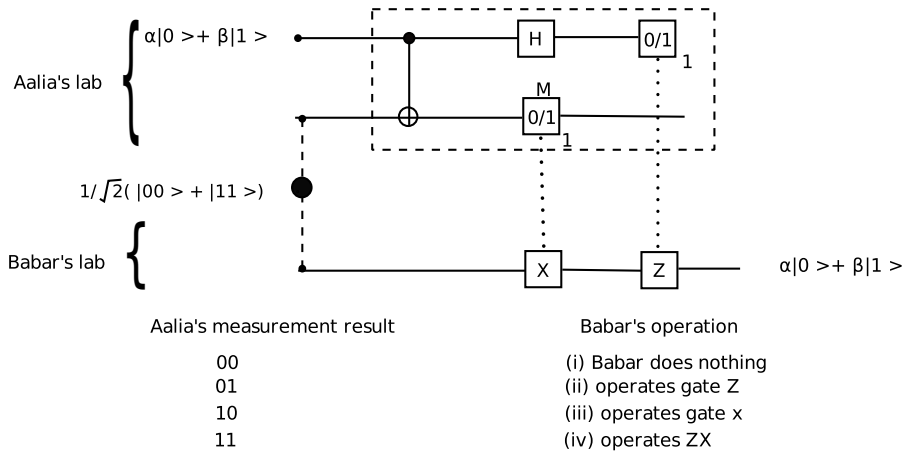 α|0 >+ β|1 >
H
0/1
1
Aalia's lab
M
0/1
1
1/√2( |00 > + |11 >)
Babar's lab
X
Z
α|0 >+ β|1 >
Aalia's measurement result
Babar's operation
00
(i) Babar does nothing
01
(ii) operates gate Z
10
(iii) operates gate x
11
(iv) operates ZX